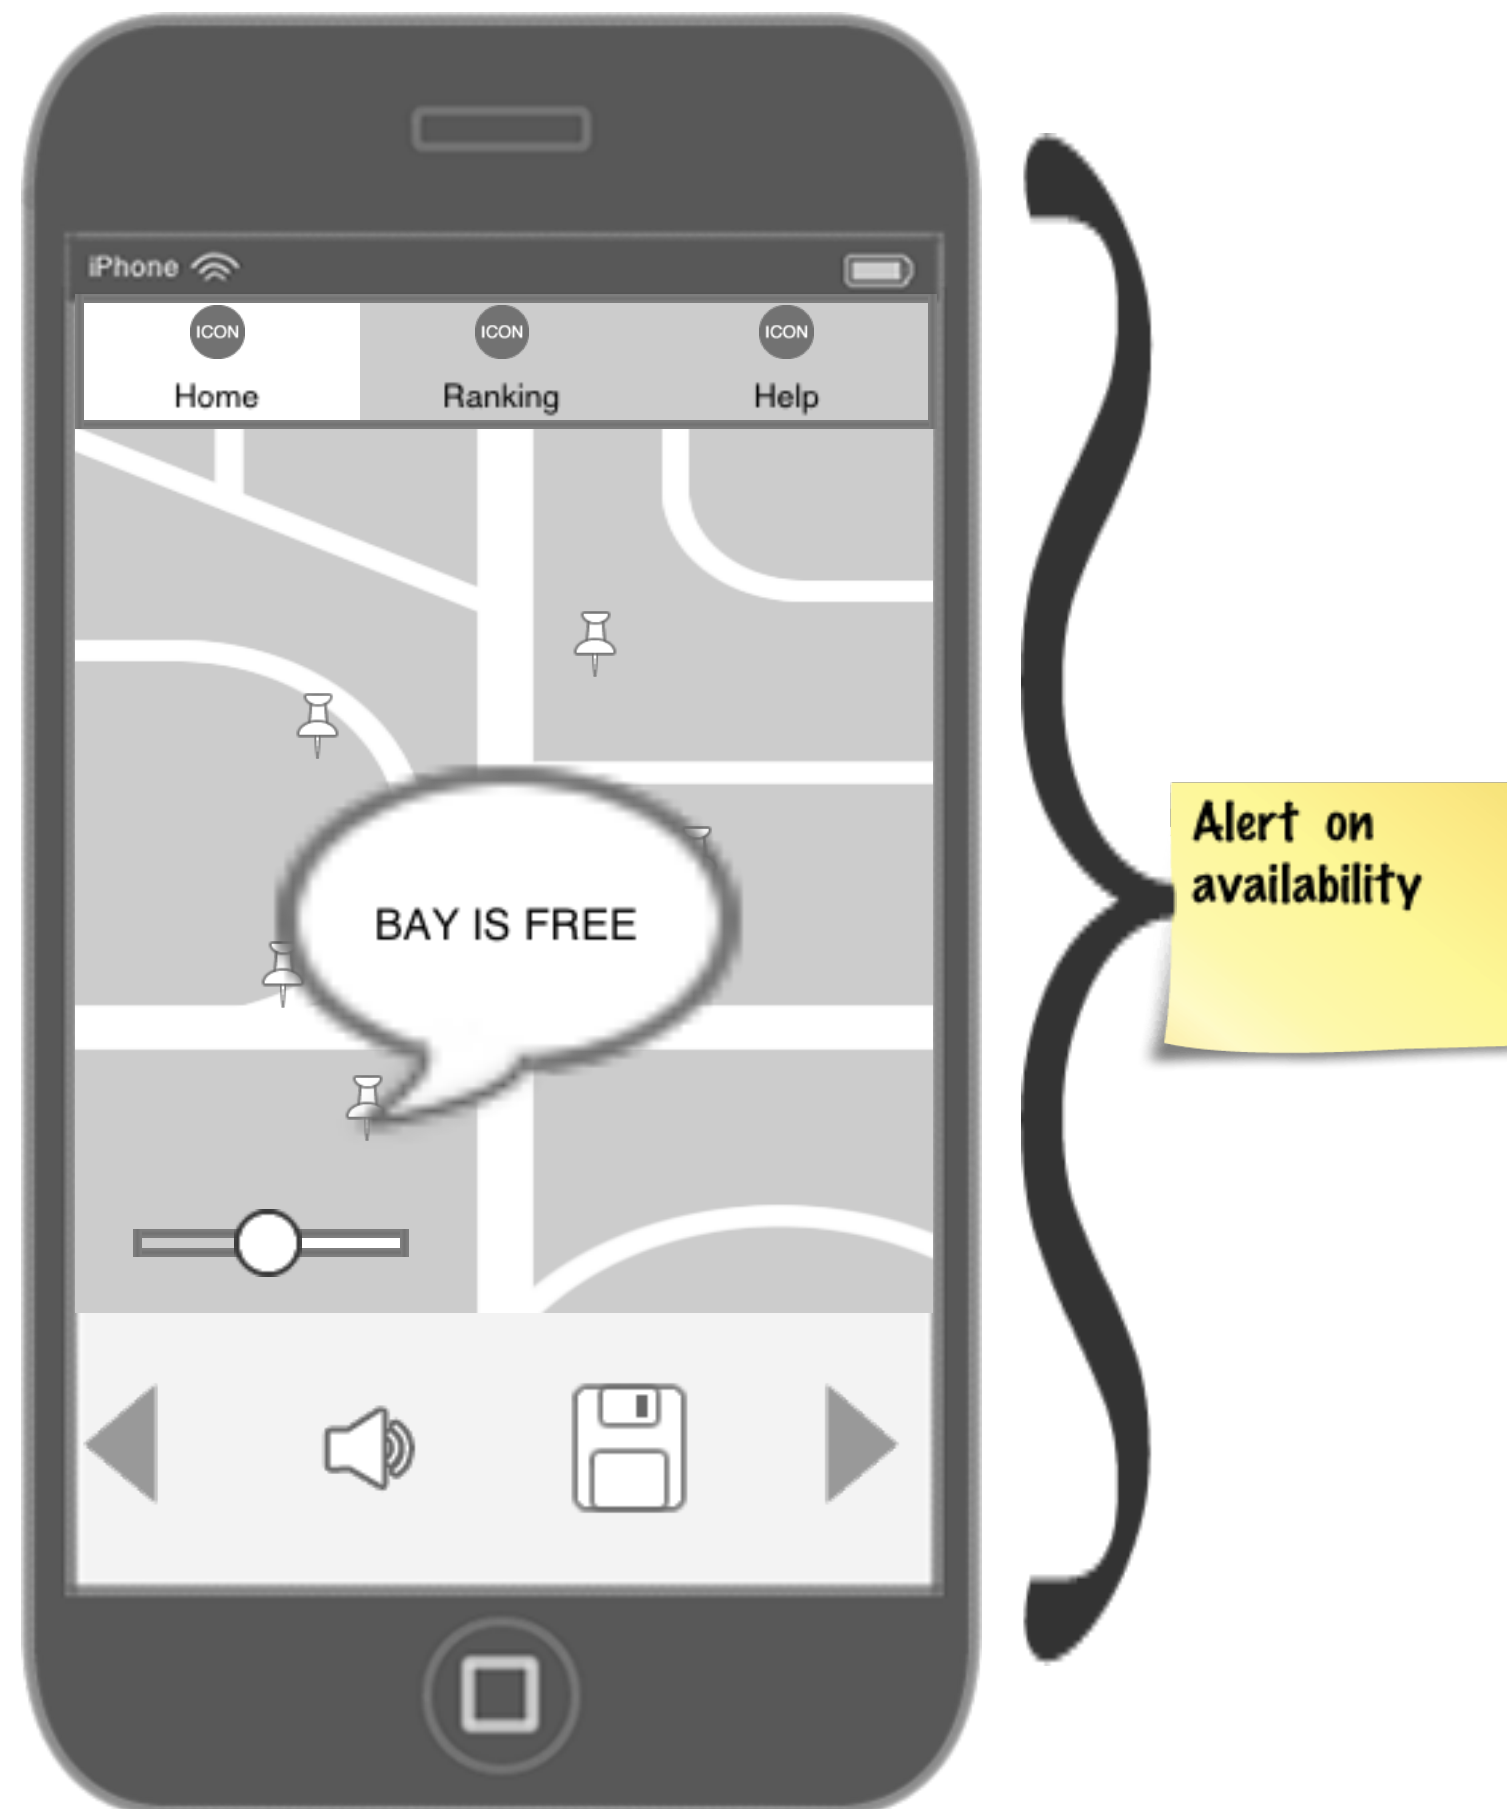 iPhone
ICON ICON ICON
Home Ranking Help
BAY IS FREE
Alert on
availability